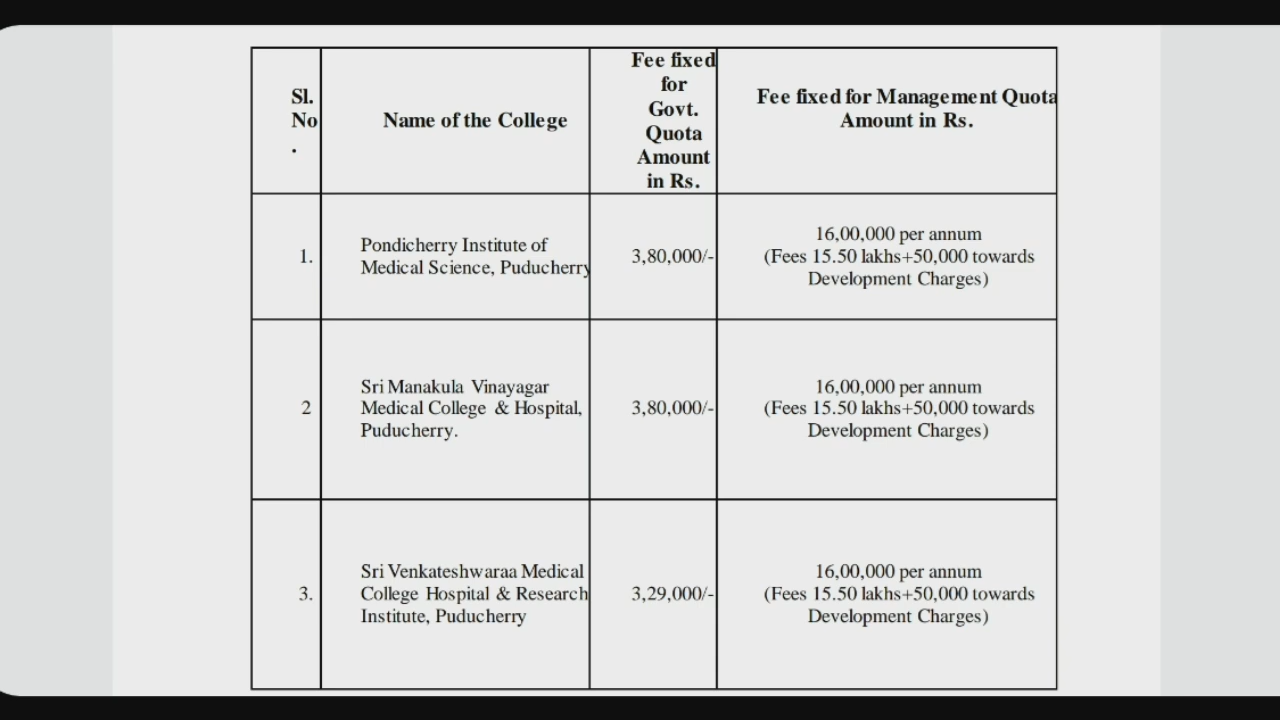 Sl.
No
.
Name of the College
Fee fixed
for
Govt.
Quota
Amount
in Rs.
Fee fixed for Management Quota
Amount in Rs.
1.
Pondicherry Institute of
Medical Science, Puducherry
3,80,000/-
16,00,000 per annum
(Fees 15.50 lakhs+50,000 towards
Development Charges)
2
Sri Manakula Vinayagar
Medical College & Hospital,
Puducherry.
3,80,000/-
16,00,000 per annum
(Fees 15.50 lakhs+50,000 towards
Development Charges)
3.
Sri Venkateshwaraa Medical
College Hospital & Research
Institute, Puducherry
3,29,000/-
16,00,000 per annum
(Fees 15.50 lakhs+50,000 towards
Development Charges)